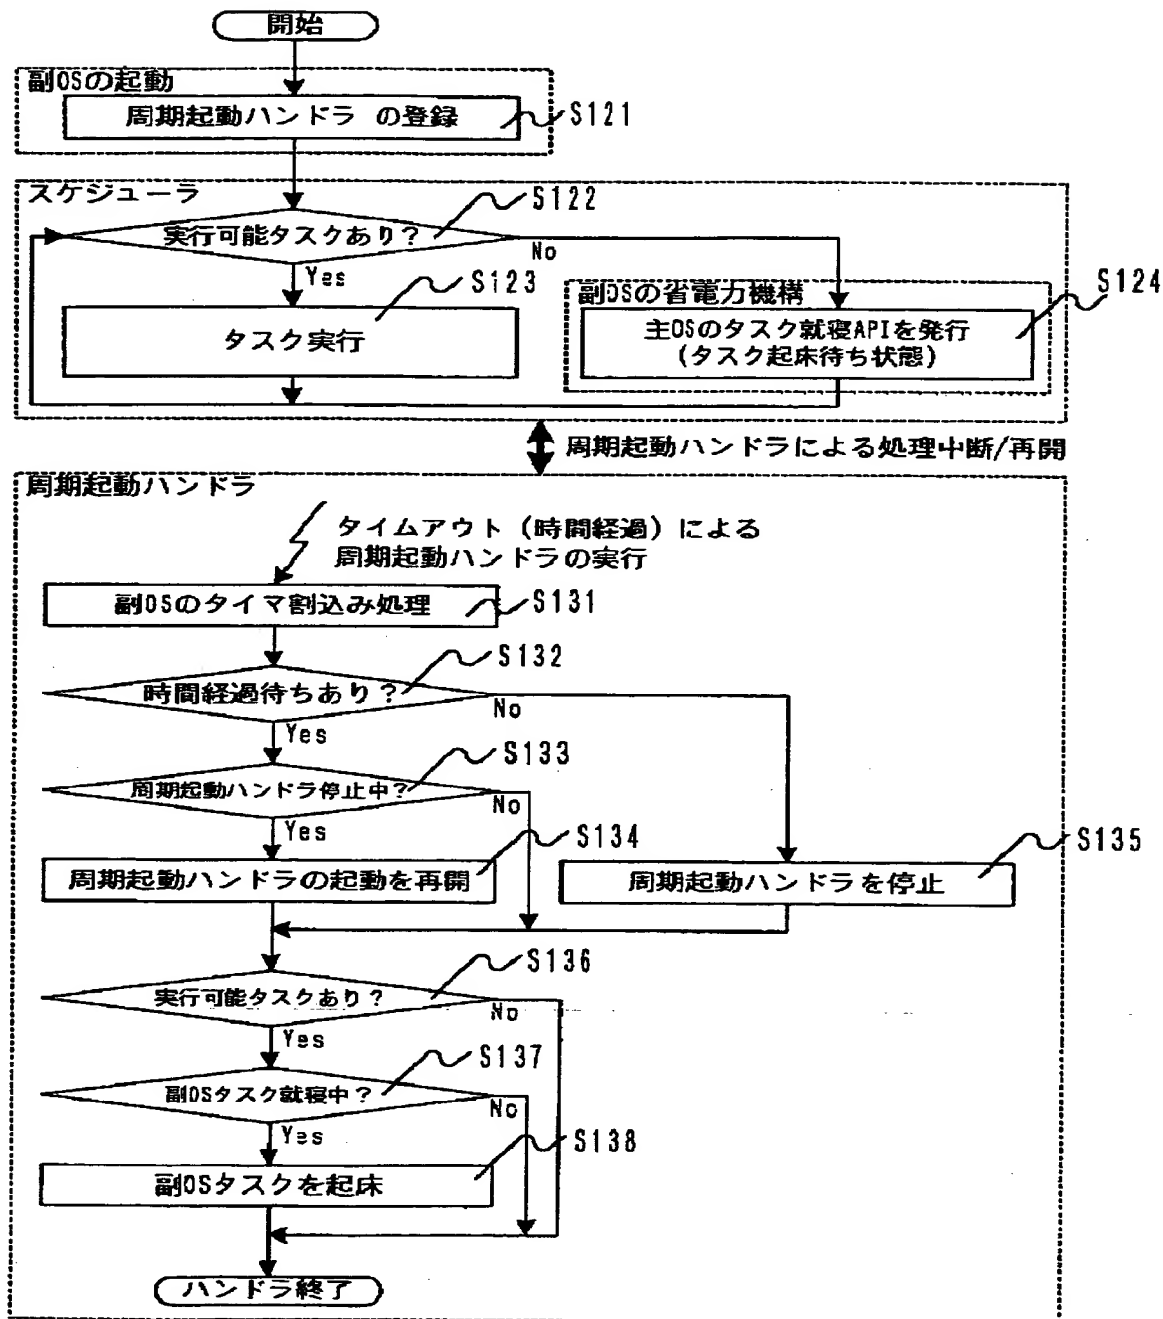 開始
副OSの起動
周期起動ハンドラ の登録
S121
スケジューラ
S122
実行可能タスクあり?
No
Yes
S123
S124
副OSの省電力機構
タスク実行
主OSのタスク就寝APIを発行
(タスク起床待ち状態)
周期起動ハンドラによる処理中断/再開
周期起動ハンドラ
タイムアウト(時間経過)による
周期起動ハンドラの実行
副OSのタイマ割込み処理
S131
S132
時間経過待ちあり?
No
Yes
S133
周期起動ハンドラ停止中?
No
Yes
S134
S135
周期起動ハンドラの起動を再開
周期起動ハンドラを停止
S136
実行可能タスクあり?
No
Yes
S137
副OSタスク就寝中?
No
Yes
S138
副OSタスクを起床
ハンドラ終了